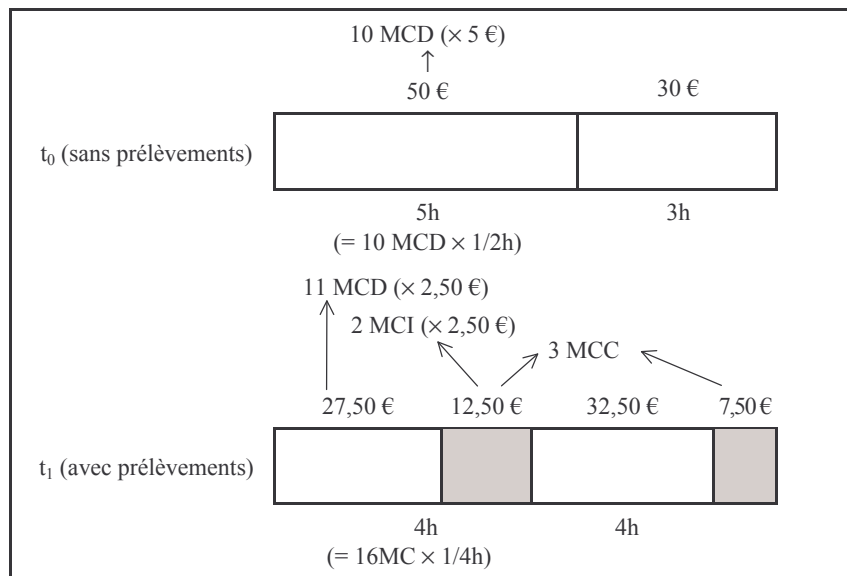 10 MCD (× 5 €)
↑
50 € 30 €
t₀ (sans prélèvements)
5h 3h
(= 10 MCD × 1/2h)
11 MCD (× 2,50 €)
2 MCI (× 2,50 €)
3 MCC
27,50 € 12,50 € 32,50 € 7,50 €
t₁ (avec prélèvements)
4h 4h
(= 16MC × 1/4h)